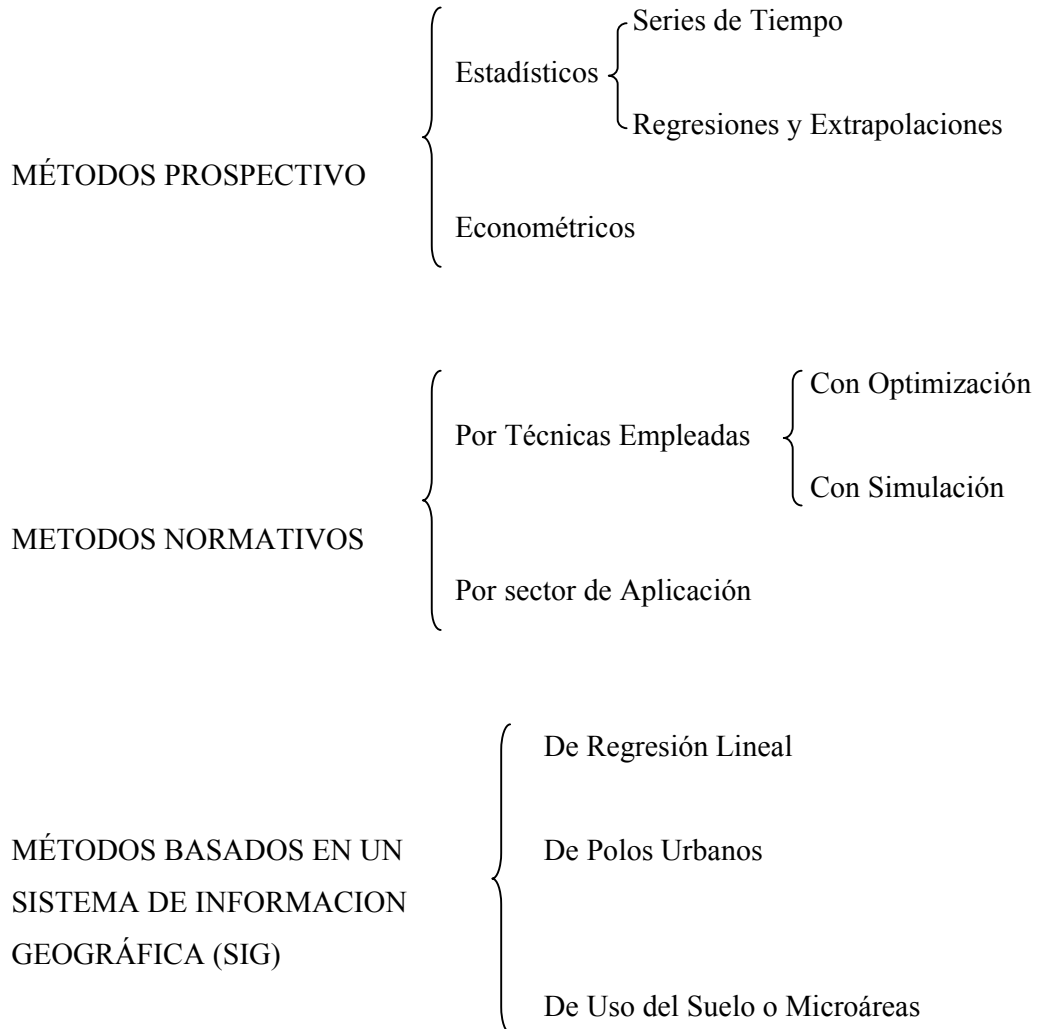 Series de Tiempo
Estadísticos
Regresiones y Extrapolaciones
MÉTODOS PROSPECTIVO
Econométricos
Con Optimización
Por Técnicas Empleadas
Con Simulación
METODOS NORMATIVOS
Por sector de Aplicación
De Regresión Lineal
MÉTODOS BASADOS EN UN
De Polos Urbanos
SISTEMA DE INFORMACION
GEOGRÁFICA (SIG)
De Uso del Suelo o Microáreas